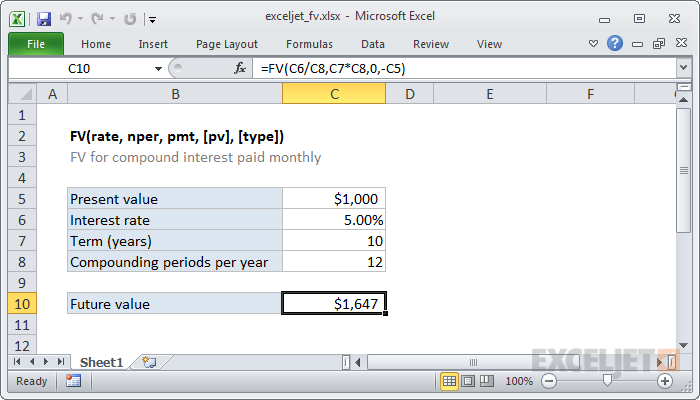 exceljet_fv.xlsx - Microsoft Excel
File Home Insert Page Layout Formulas Data Review View
C10 fx =FV(C6/C8,C7*C8,0,-C5)
A B C D E F
1
2 FV(rate, nper, pmt, [pv], [type])
3 FV for compound interest paid monthly
4
5 Present value $1,000
6 Interest rate 5.00%
7 Term (years) 10
8 Compounding periods per year 12
9
10 Future value $1,647
11
12
Sheet1
EXCELJET
Ready 100%